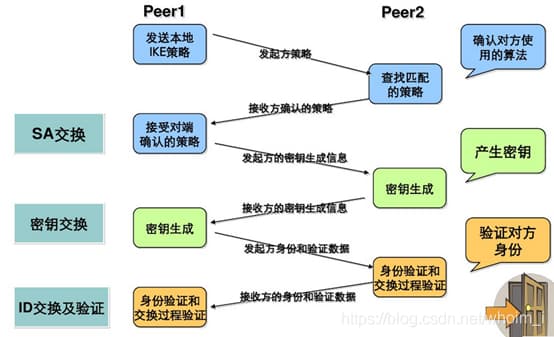 Peer1
Peer2
发送本地
IKE策略
发起方策略
查找匹配
的策略
确认对方使
用的算法
接收方确认的策略
SA交换
接受对端
确认的策略
发起方的密钥生成信息
密钥生成
产生密钥
接收方的密钥生成信息
密钥交换
密钥生成
发起方身份和验证数据
验证对方
身份
身份验证和
交换过程验证
接收方的身份和验证数据
ID交换及验证
身份验证和
交换过程验证